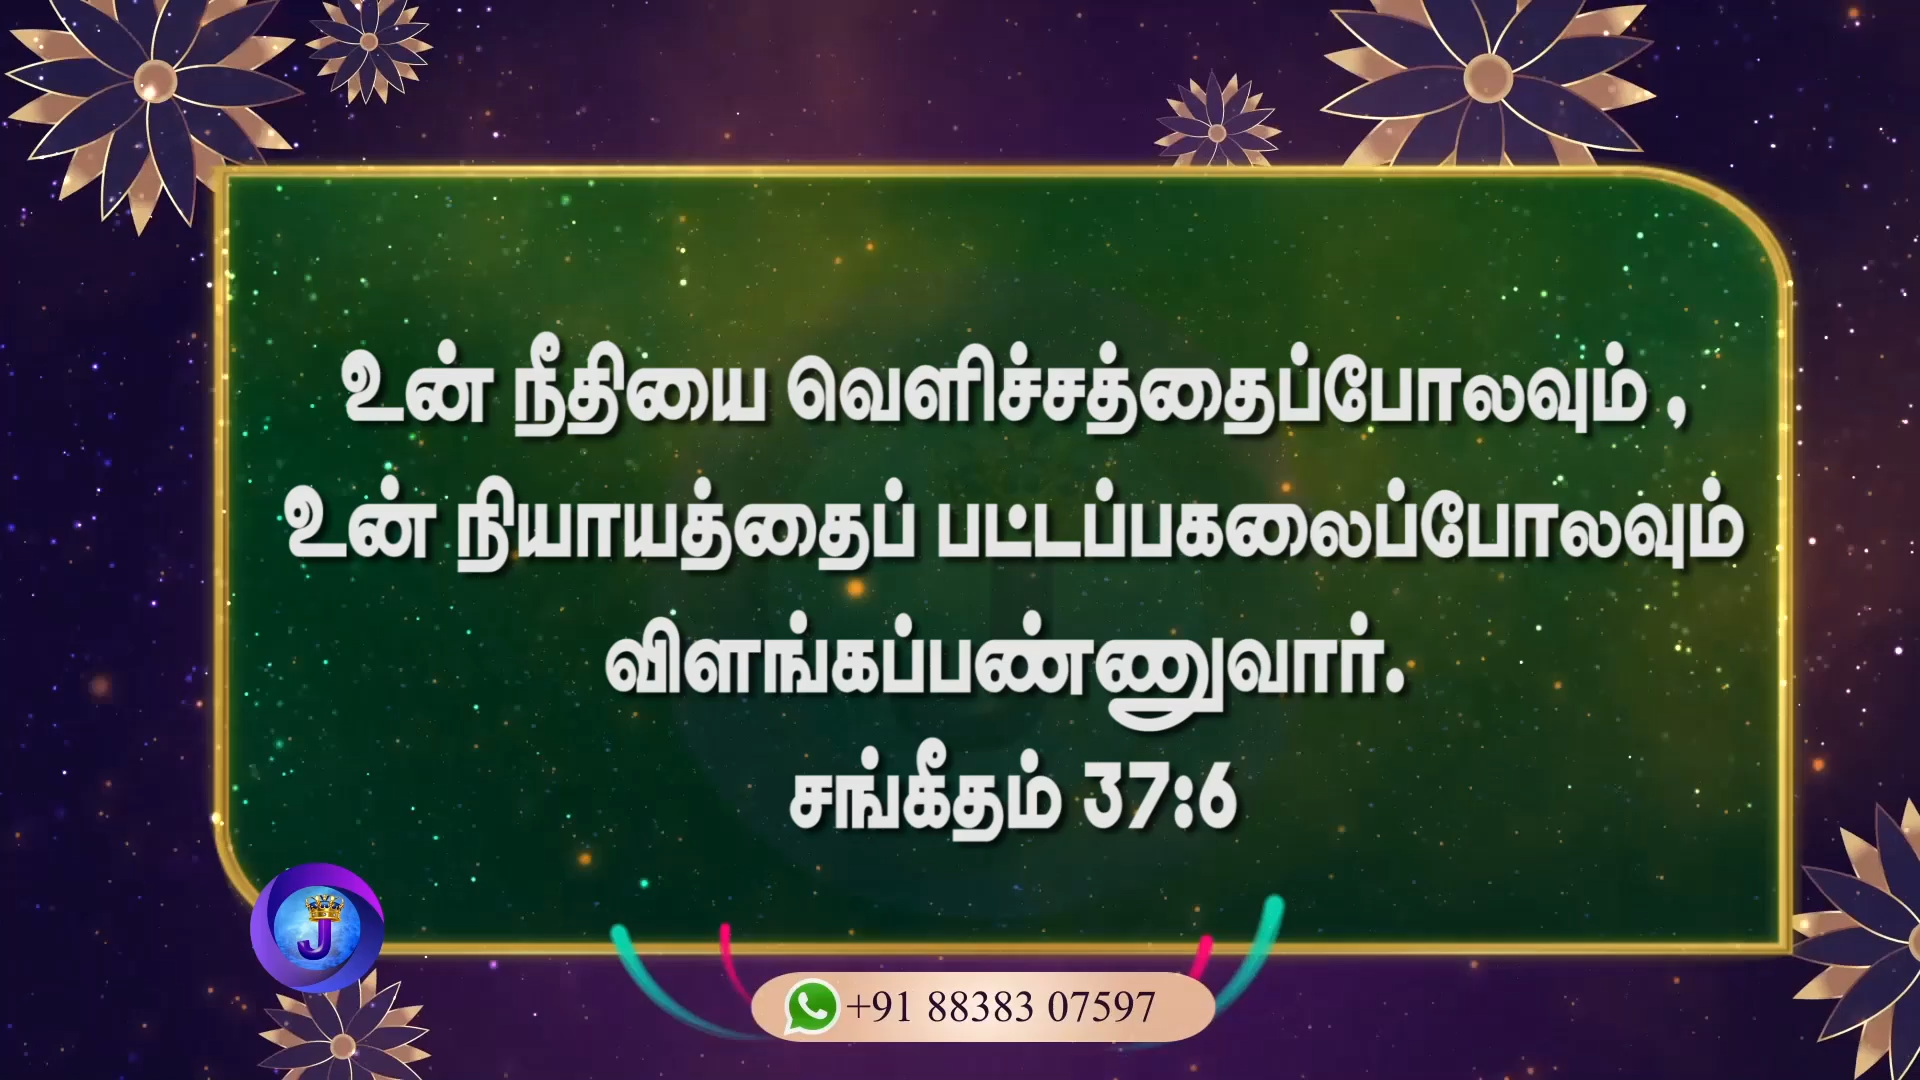 உன் நீதியை வெளிச்சத்தைப்போலவும் ,
உன் நியாயத்தைப் பட்டப்பகலைப்போலவும்
விளங்கப்பண்ணுவார்.
சங்கீதம் 37:6
J
+91 88383 07597